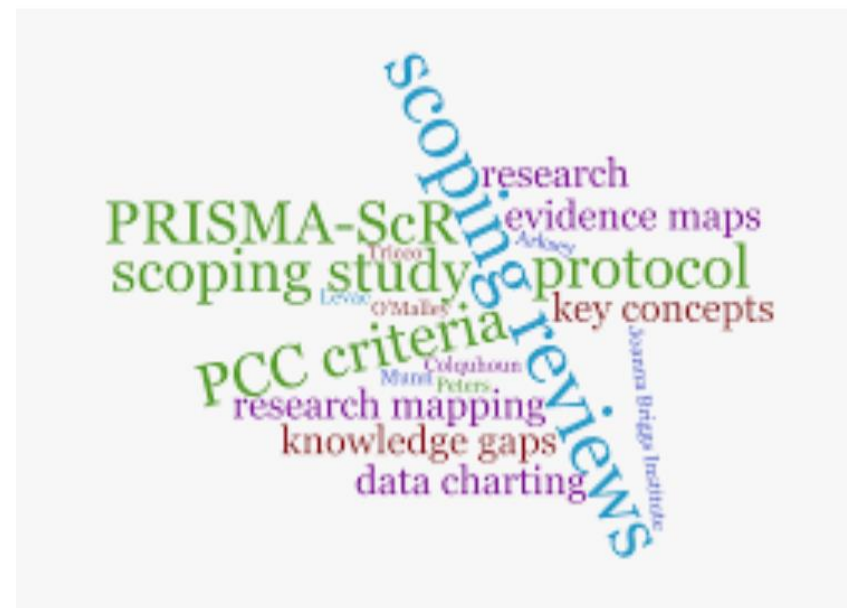 scoping reviews
research
PRISMA-ScR
evidence maps
Arksey
Tricco
scoping study
protocol
Levac
O'Malley
key concepts
PCC criteria
Joanna Briggs Institute
Colquhoun
Munn
Peters
research mapping
knowledge gaps
data charting